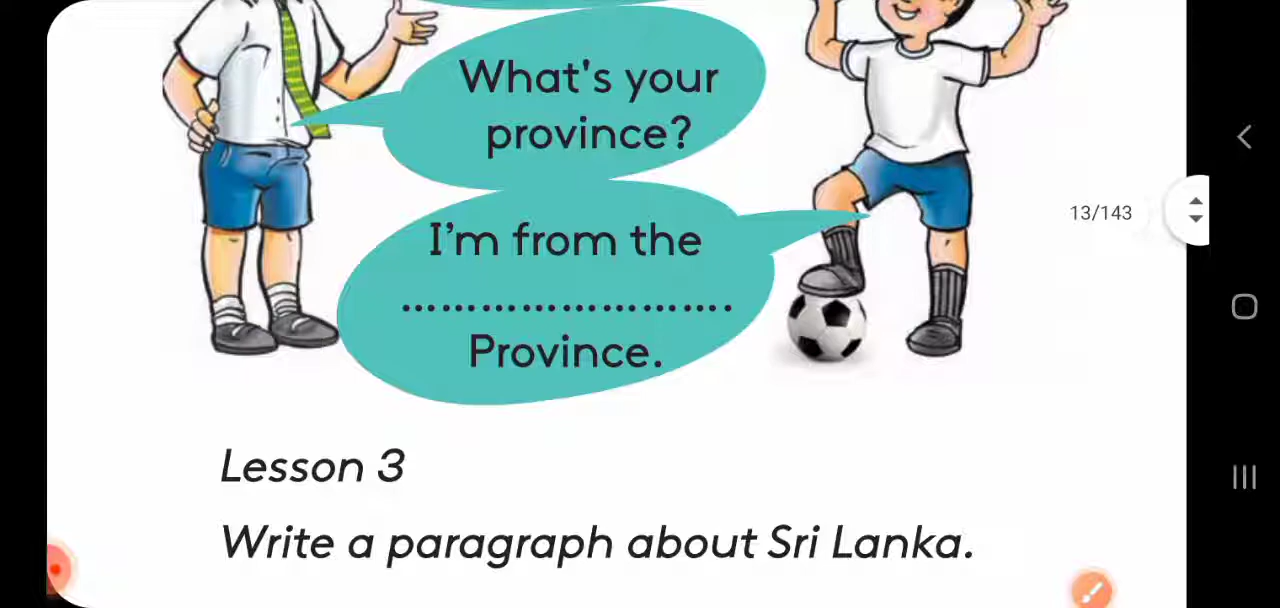 What's your
province?
I'm from the
............................
Province.
13/143
Lesson 3
Write a paragraph about Sri Lanka.